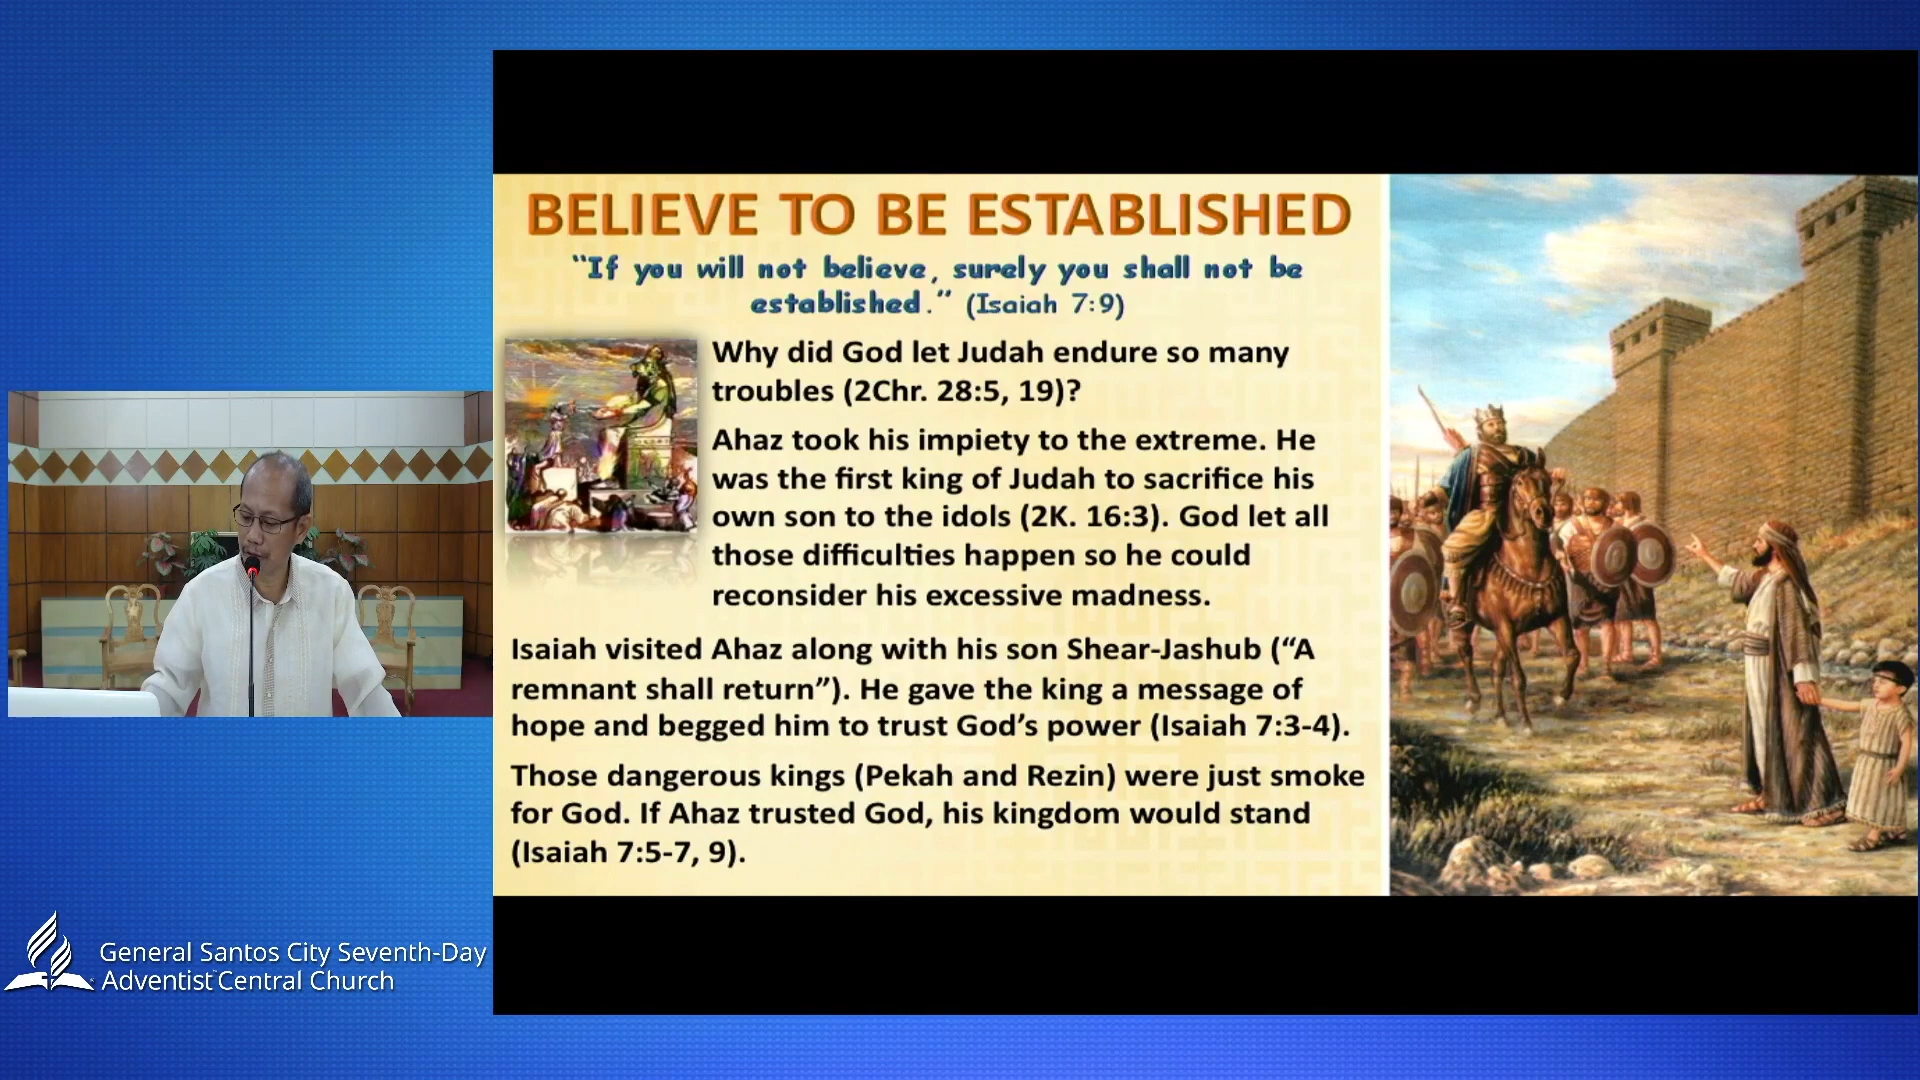 BELIEVE TO BE ESTABLISHED
“If you will not believe, surely you shall not be
established.” (Isaiah 7:9)
Why did God let Judah endure so many
troubles (2Chr. 28:5, 19)?
Ahaz took his impiety to the extreme. He
was the first king of Judah to sacrifice his
own son to the idols (2K. 16:3). God let all
those difficulties happen so he could
reconsider his excessive madness.
Isaiah visited Ahaz along with his son Shear-Jashub (“A
remnant shall return”). He gave the king a message of
hope and begged him to trust God’s power (Isaiah 7:3-4).
Those dangerous kings (Pekah and Rezin) were just smoke
for God. If Ahaz trusted God, his kingdom would stand
(Isaiah 7:5-7, 9).
General Santos City Seventh-Day
Adventist Central Church